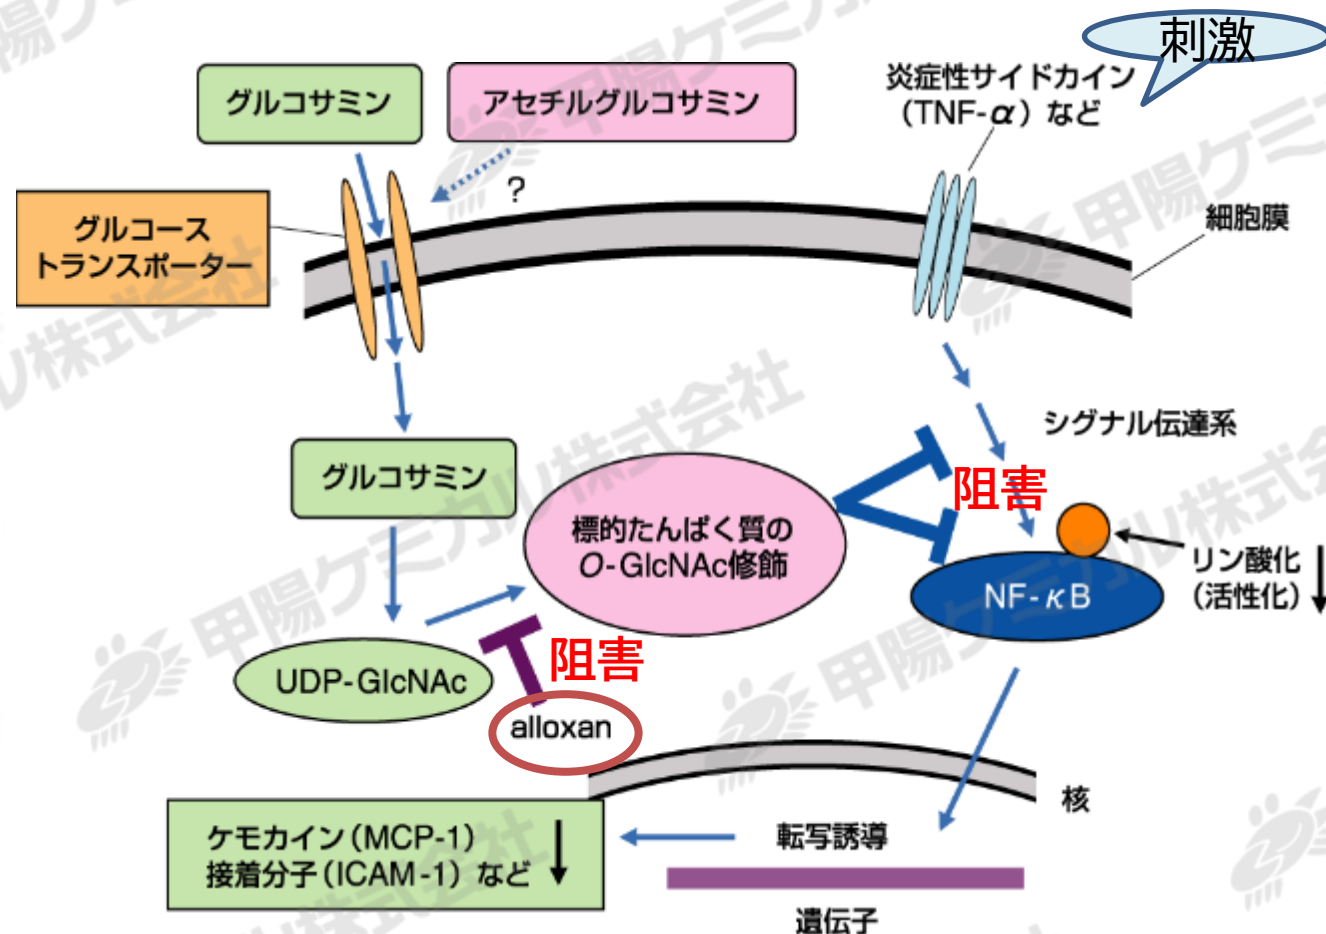 刺激
グルコサミン
アセチルグルコサミン
炎症性サイドカイン
（TNF-α）など
?
グルコース
トランスポーター
細胞膜
シグナル伝達系
グルコサミン
阻害
標的たんぱく質の
O-GlcNAc修飾
リン酸化
（活性化）
NF-κB
阻害
UDP-GlcNAc
alloxan
核
ケモカイン（MCP-1）
接着分子（ICAM-1）など
転写誘導
遺伝子
甲陽ケミカル株式会社